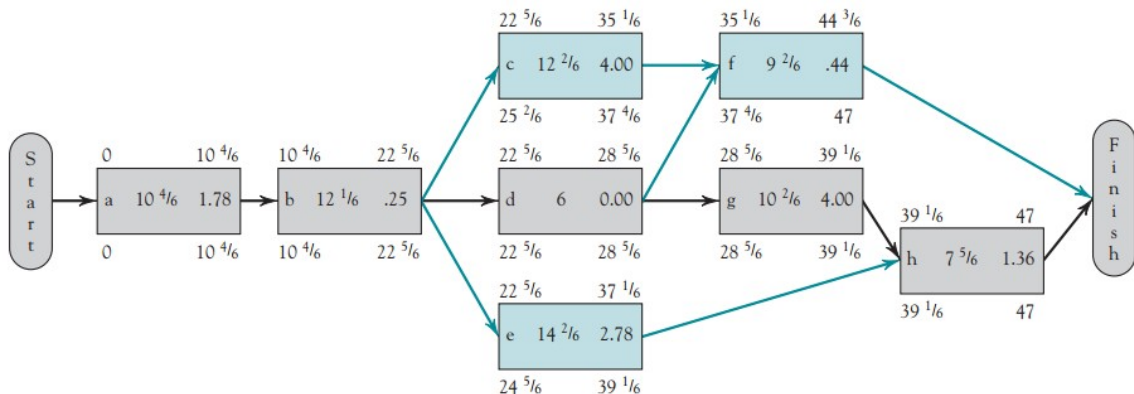 22 5/6 35 1/6 35 1/6 44 3/6
c 12 2/6 4.00 f 9 2/6 .44
25 2/6 37 4/6 37 4/6 47
0 10 4/6 10 4/6 22 5/6 22 5/6 28 5/6 28 5/6 39 1/6
Start
a 10 4/6 1.78 b 12 1/6 .25 d 6 0.00 g 10 2/6 4.00
Finish
0 10 4/6 10 4/6 22 5/6 22 5/6 28 5/6 28 5/6 39 1/6
39 1/6 47
h 7 5/6 1.36
39 1/6 47
22 5/6 37 1/6
e 14 2/6 2.78
24 5/6 39 1/6